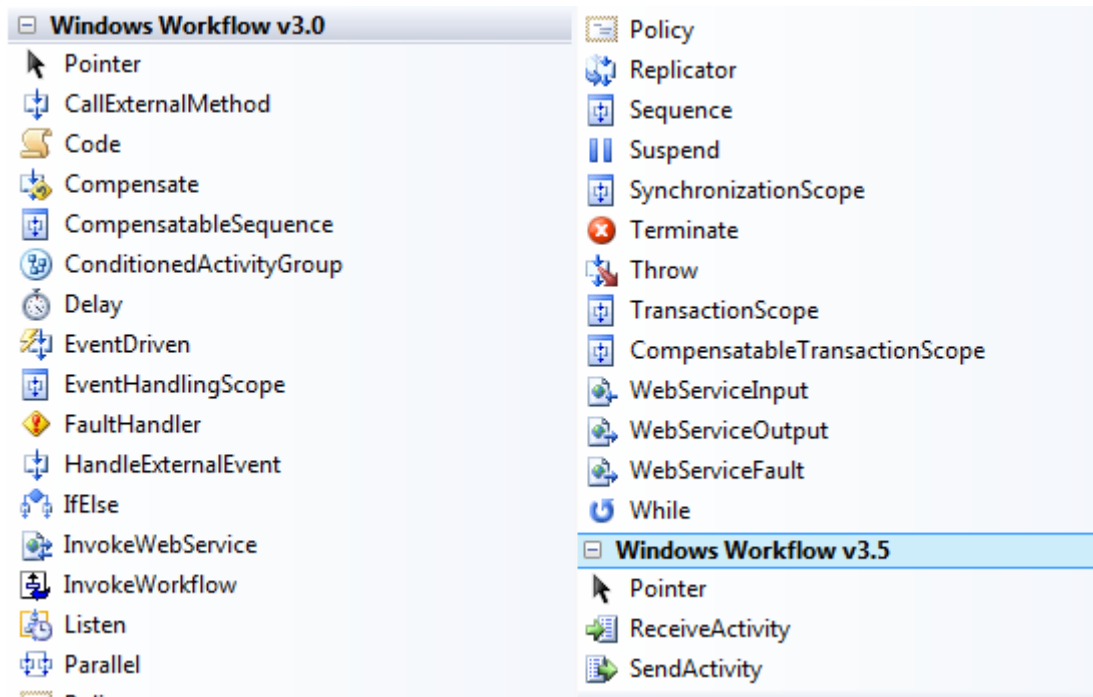 Windows Workflow v3.0
Pointer
CallExternalMethod
Code
Compensate
CompensatableSequence
ConditionedActivityGroup
Delay
EventDriven
EventHandlingScope
FaultHandler
HandleExternalEvent
IfElse
InvokeWebService
InvokeWorkflow
Listen
Parallel
Policy
Replicator
Sequence
Suspend
SynchronizationScope
Terminate
Throw
TransactionScope
CompensatableTransactionScope
WebServiceInput
WebServiceOutput
WebServiceFault
While
Windows Workflow v3.5
Pointer
ReceiveActivity
SendActivity